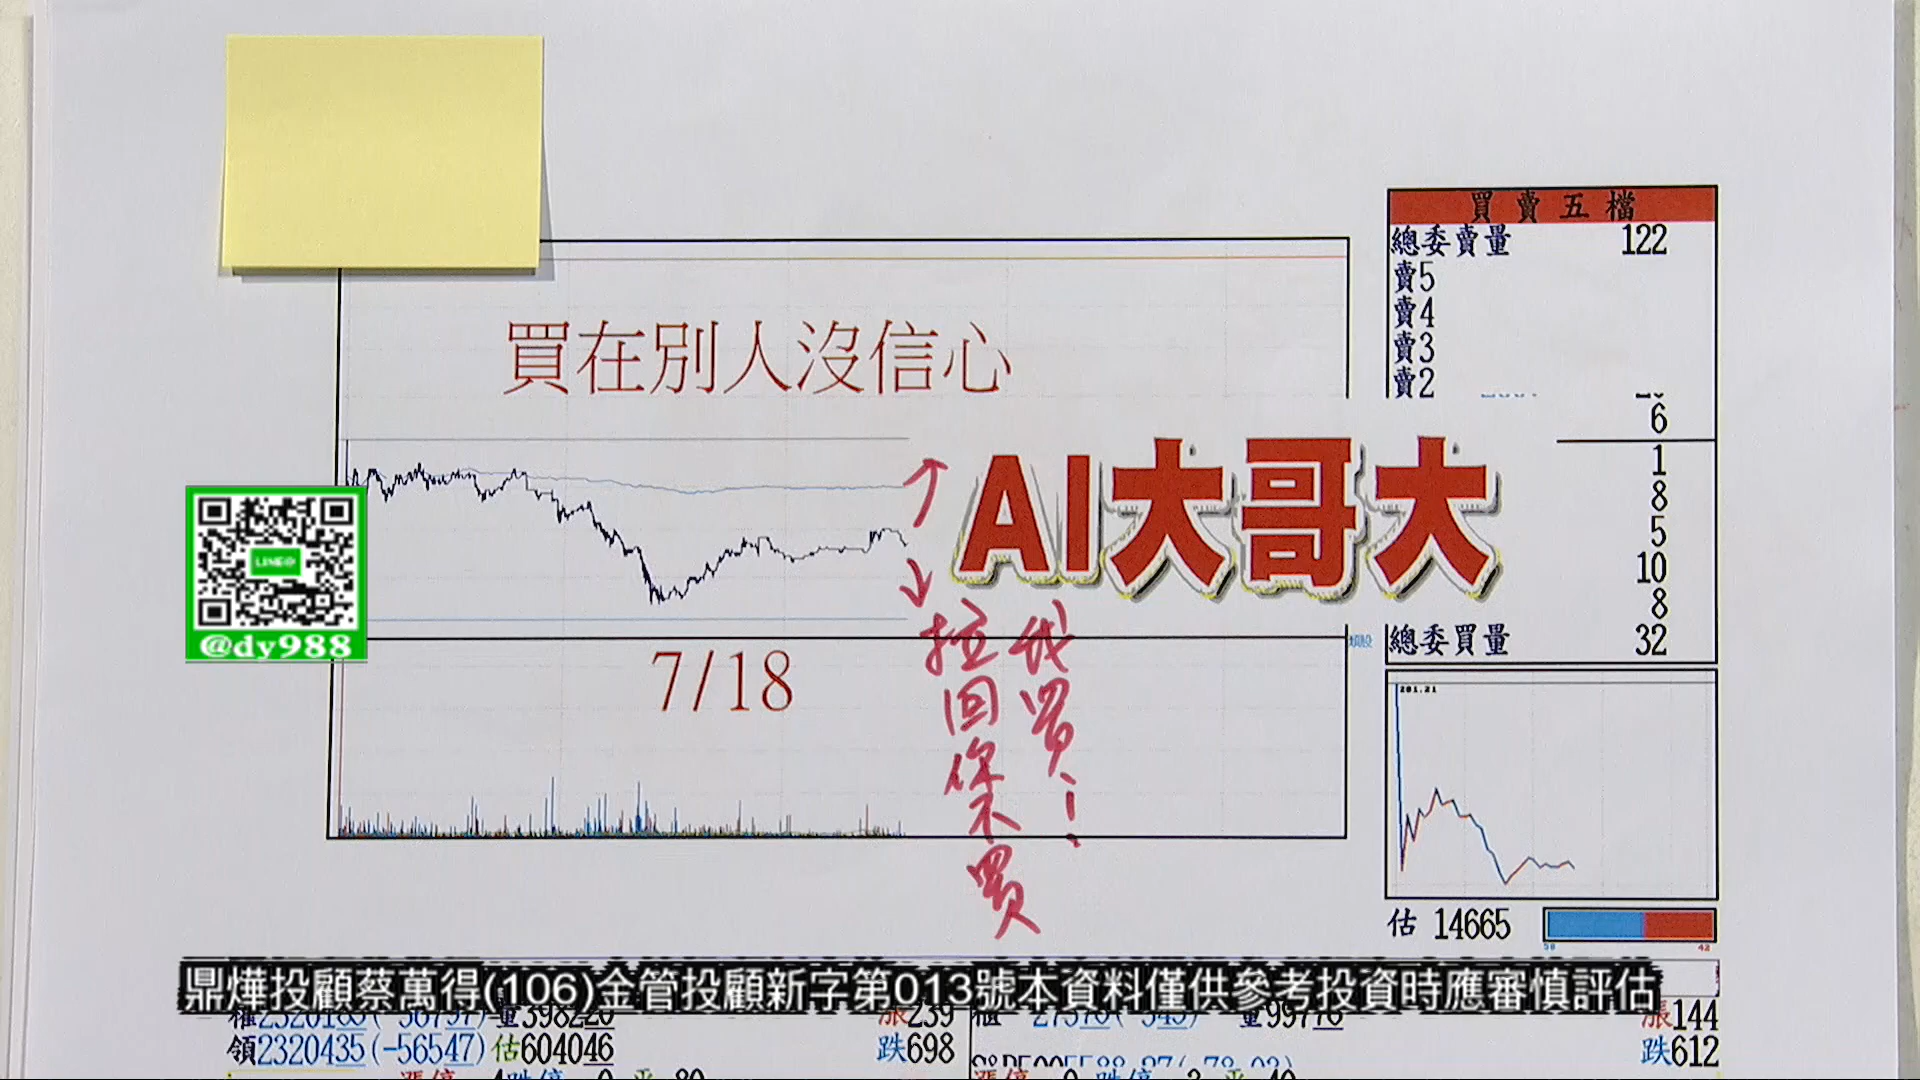 買賣五檔
總委賣量 122
賣5
賣4
賣3
賣2
6
1
8
5
10
8
總委買量 32
買在別人沒信心
AI大哥大
LINE@
@dy988
7/18
我買!!
拉回你不買
281.21
估 14665
58 42
鼎燁投顧蔡萬得(106)金管投顧新字第013號本資料僅供參考投資時應審慎評估
漲239
漲144
領2320435(-56547) 估604046 跌698
跌612